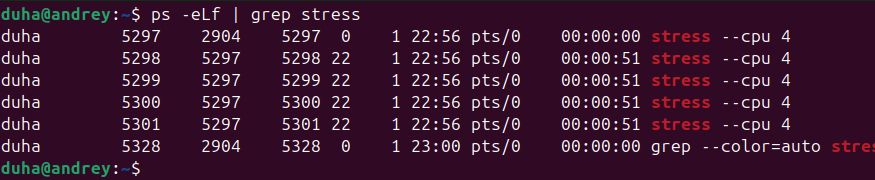 duha@andrey:~$ ps -eLf | grep stress
duha 5297 2904 5297 0 1 22:56 pts/0 00:00:00 stress --cpu 4
duha 5298 5297 5298 22 1 22:56 pts/0 00:00:51 stress --cpu 4
duha 5299 5297 5299 22 1 22:56 pts/0 00:00:51 stress --cpu 4
duha 5300 5297 5300 22 1 22:56 pts/0 00:00:51 stress --cpu 4
duha 5301 5297 5301 22 1 22:56 pts/0 00:00:51 stress --cpu 4
duha 5328 2904 5328 0 1 23:00 pts/0 00:00:00 grep --color=auto stres
duha@andrey:~$